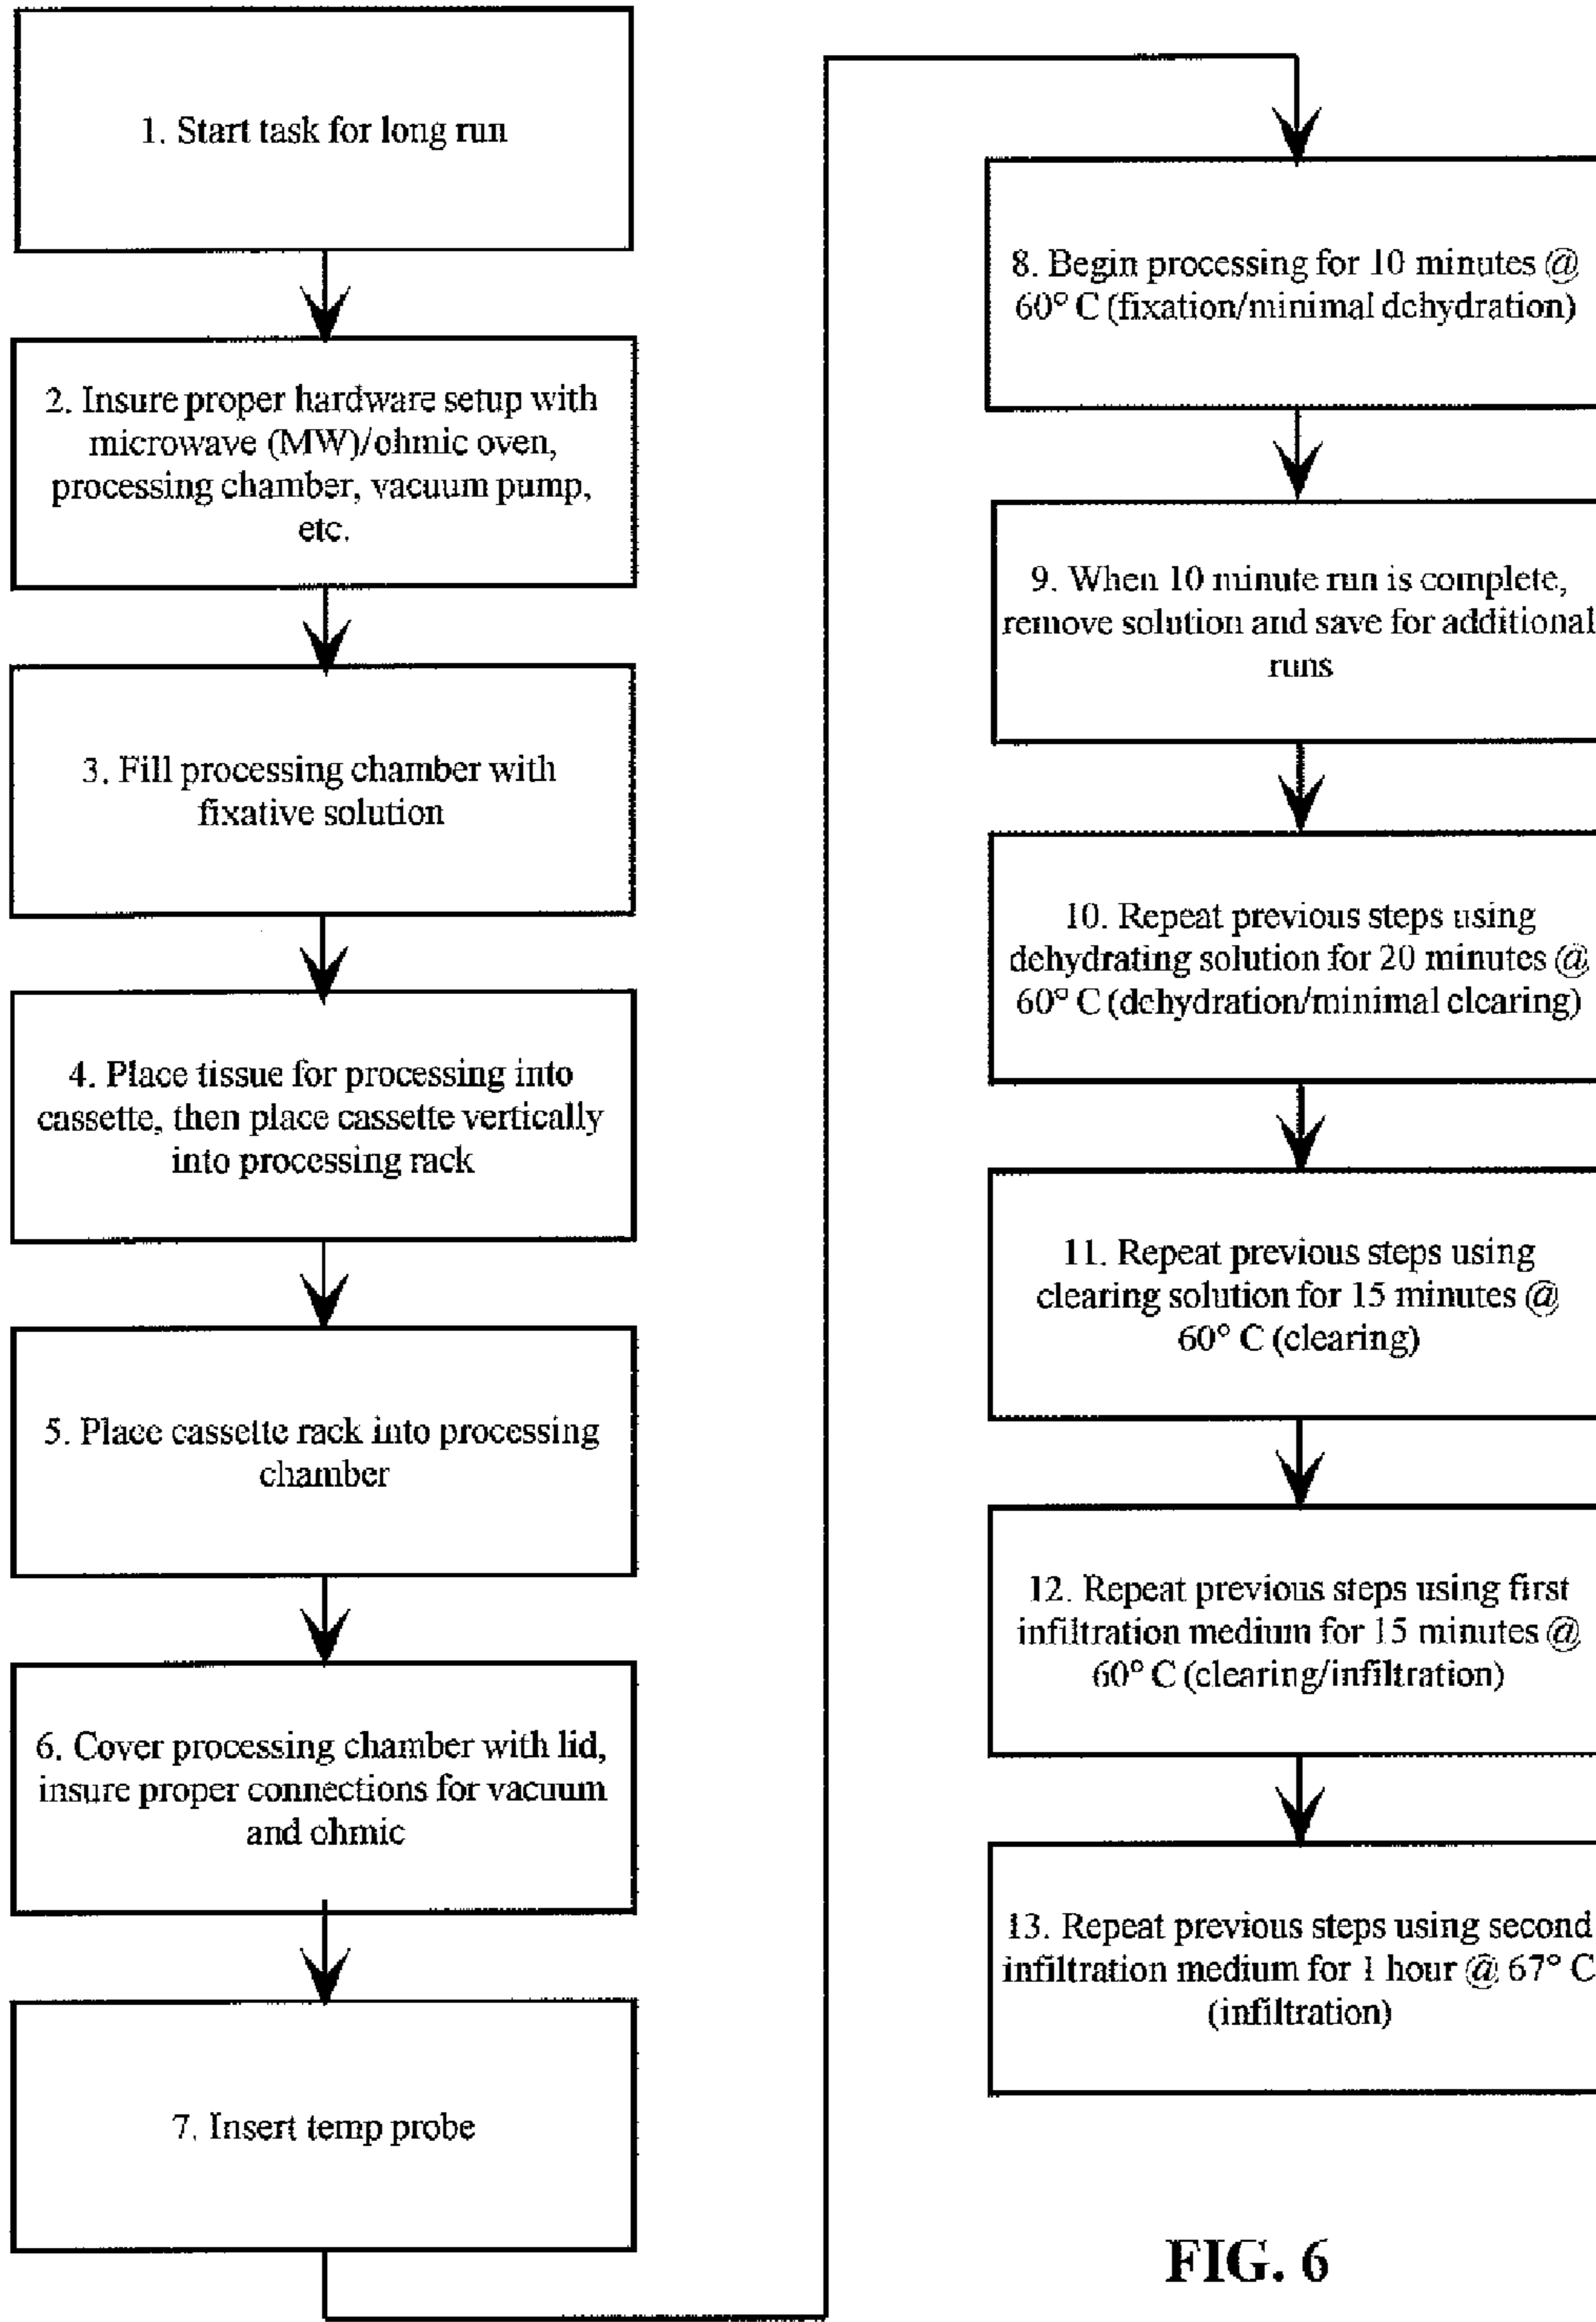 1. Start task for long run
2. Insure proper hardware setup with
microwave (MW)/ohmic oven,
processing chamber, vacuum pump,
etc.
3. Fill processing chamber with
fixative solution
4. Place tissue for processing into
cassette, then place cassette vertically
into processing rack
5. Place cassette rack into processing
chamber
6. Cover processing chamber with lid,
insure proper connections for vacuum
and ohmic
7. Insert temp probe
8. Begin processing for 10 minutes @
60° C (fixation/minimal dehydration)
9. When 10 minute run is complete,
remove solution and save for additional
runs
10. Repeat previous steps using
dehydrating solution for 20 minutes @
60° C (dehydration/minimal clearing)
11. Repeat previous steps using
clearing solution for 15 minutes @
60° C (clearing)
12. Repeat previous steps using first
infiltration medium for 15 minutes @
60° C (clearing/infiltration)
13. Repeat previous steps using second
infiltration medium for 1 hour @ 67° C
(infiltration)
FIG. 6